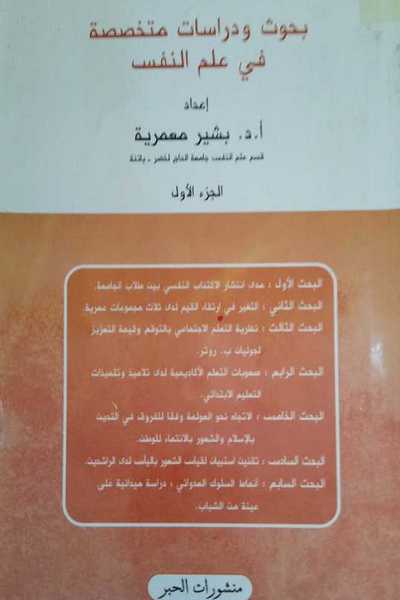 بحوث ودراسات متخصصة
في علم النفس
إعداد
أ.د. بشير معمرية
قسم علم النفس جامعة الحاج لخضر ـ باتنة
الجزء الأول
البحث الأول : مدى انتشار الاكتئاب النفسي بين طلاب الجامعة.
البحث الثاني : التغير في ارتقاء القيم لدى ثلاث مجموعات عمرية.
البحث الثالث : نظرية التعلم الاجتماعي بالتوقع وقيمة التعزيز
لجوليان ب. روتر.
البحث الرابع : صعوبات التعلم الأكاديمية لدى تلاميذ وتلميذات
التعليم الابتدائي.
البحث الخامس : الاتجاه نحو العولمة وفقا للفروق في التدين
بالإسلام والشعور بالانتماء للوطن.
البحث السادس : تقنين استبيان لقياس الشعور باليأس لدى الراشدين.
البحث السابع : أنماط السلوك العدواني ؛ دراسة ميدانية على
عينة من الشباب.
منشورات الحبر